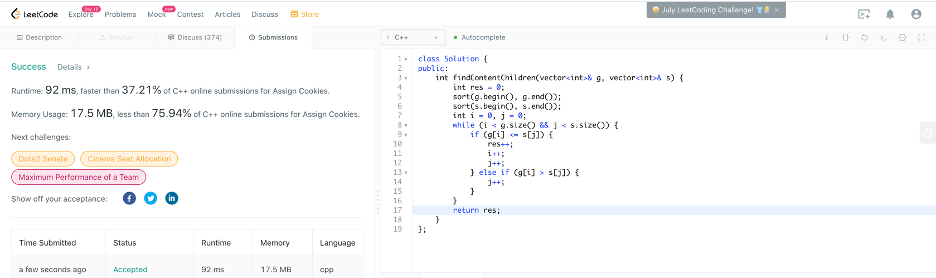 LeetCode Explore Day 15 Problems Mock new Contest Articles Discuss Store
July LeetCoding Challenge!
Description Solution Discuss (374) Submissions
i C++ Autocomplete
Success Details >
Runtime: 92 ms, faster than 37.21% of C++ online submissions for Assign Cookies.
Memory Usage: 17.5 MB, less than 75.94% of C++ online submissions for Assign Cookies.
Next challenges:
Dota2 Senate Cinema Seat Allocation
Maximum Performance of a Team
Show off your acceptance:
Time Submitted Status Runtime Memory Language
a few seconds ago Accepted 92 ms 17.5 MB cpp
1 class Solution {
2 public:
3 int findContentChildren(vector<int>& g, vector<int>& s) {
4 int res = 0;
5 sort(g.begin(), g.end());
6 sort(s.begin(), s.end());
7 int i = 0, j = 0;
8 while (i < g.size() && j < s.size()) {
9 if (g[i] <= s[j]) {
10 res++;
11 i++;
12 j++;
13 } else if (g[i] > s[j]) {
14 j++;
15 }
16 }
17 return res;
18 }
19 };